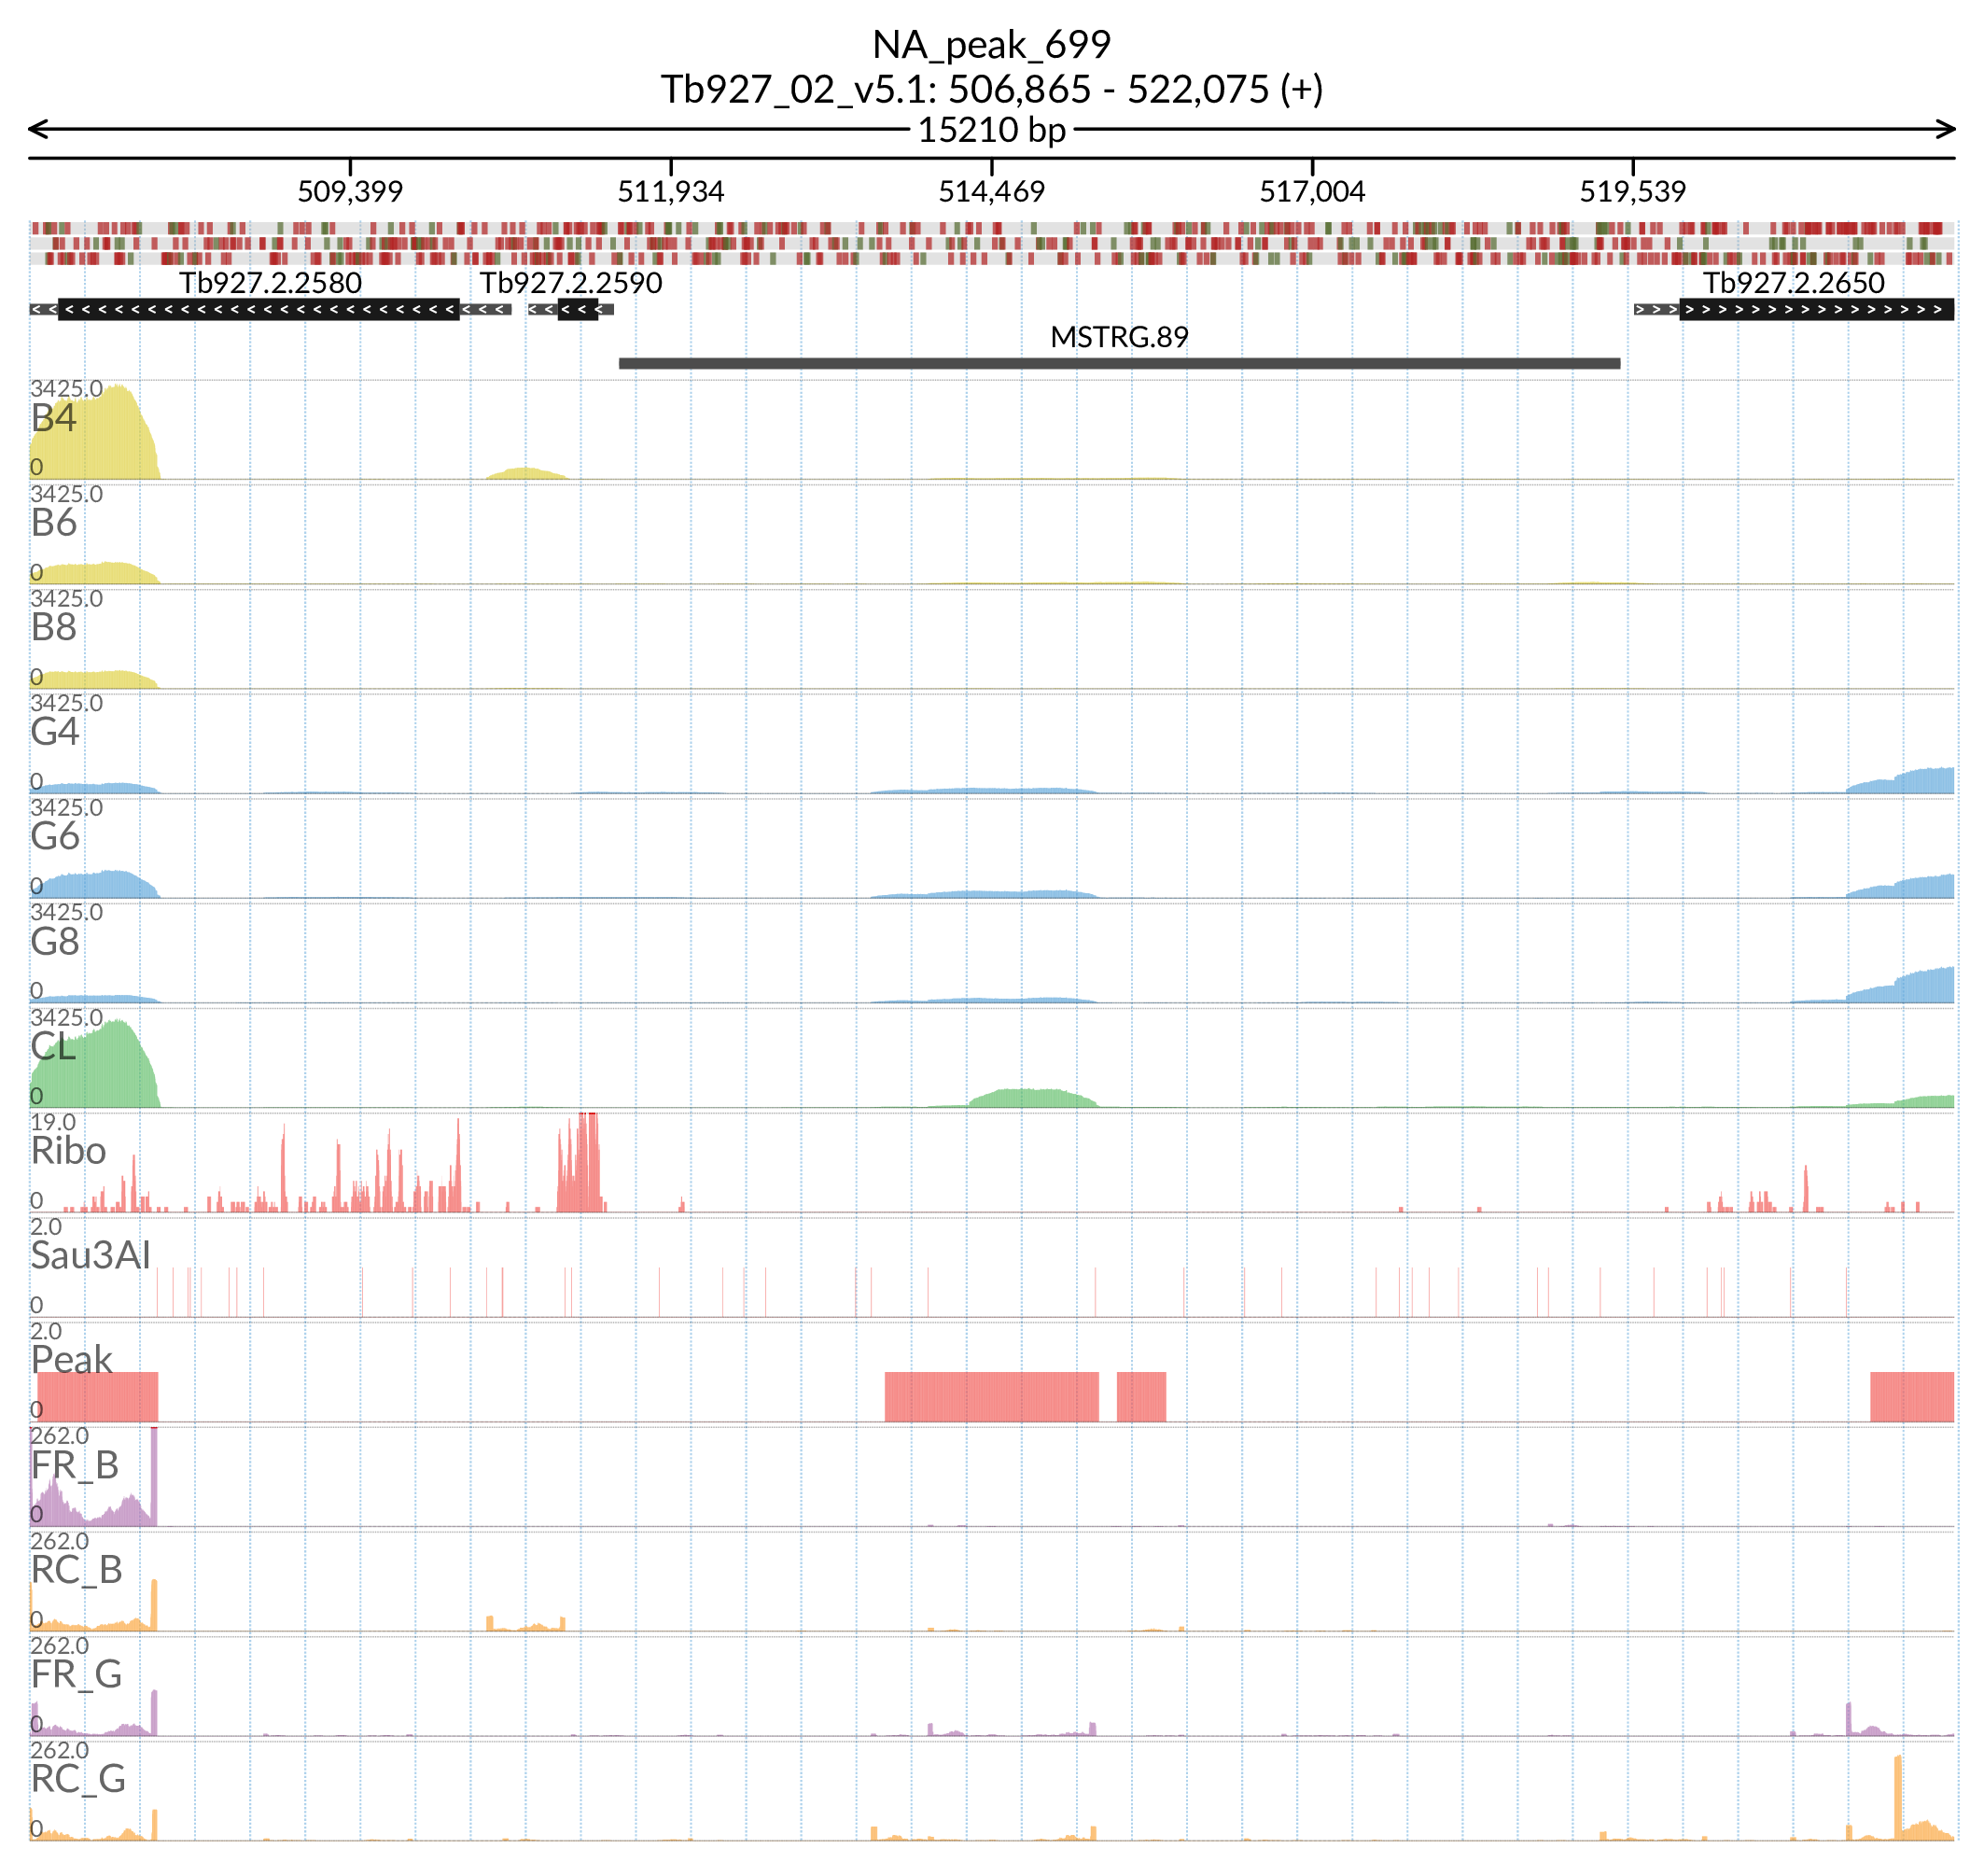 NA_peak_699
Tb927_02_v5.1: 506,865 - 522,075 (+)
15210 bp
509,399 511,934 514,469 517,004 519,539
Tb927.2.2580 Tb927.2.2590 Tb927.2.2650
MSTRG.89
3425.0
B4
0
3425.0
B6
0
3425.0
B8
0
3425.0
G4
0
3425.0
G6
0
3425.0
G8
0
3425.0
CL
0
19.0
Ribo
0
2.0
Sau3AI
0
2.0
Peak
0
262.0
FR_B
0
262.0
RC_B
0
262.0
FR_G
0
262.0
RC_G
0